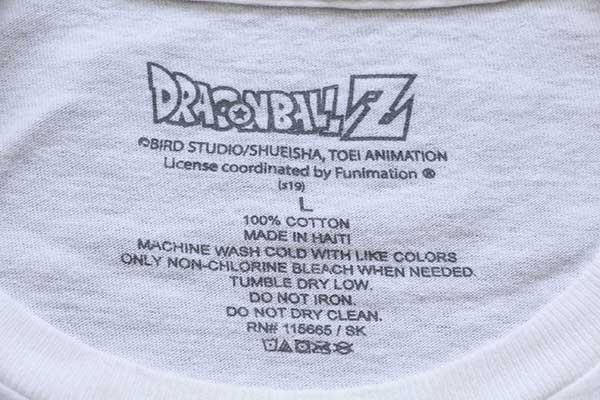 DRAGONBALL Z
©BIRD STUDIO/SHUEISHA, TOEI ANIMATION
License coordinated by Funimation ®
(s19)
L
100% COTTON
MADE IN HAITI
MACHINE WASH COLD WITH LIKE COLORS
ONLY NON-CHLORINE BLEACH WHEN NEEDED.
TUMBLE DRY LOW.
DO NOT IRON.
DO NOT DRY CLEAN.
RN# 115665 / SK